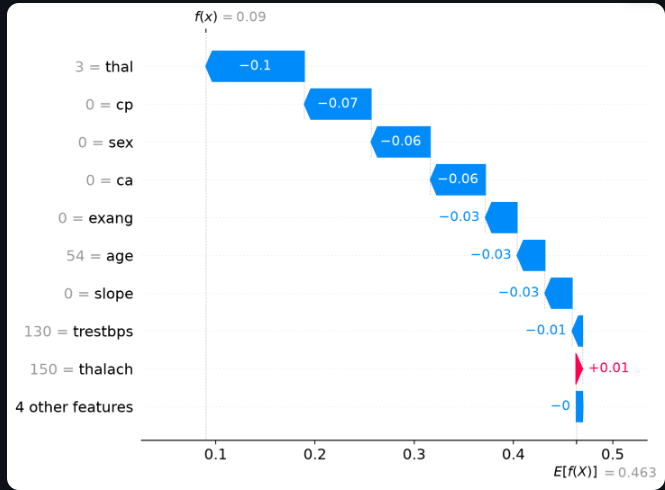 f(x) = 0.09
3 = thal −0.1
0 = cp −0.07
0 = sex −0.06
0 = ca −0.06
0 = exang −0.03
54 = age −0.03
0 = slope −0.03
130 = trestbps −0.01
150 = thalach +0.01
4 other features −0
0.1 0.2 0.3 0.4 0.5
E[f(X)] = 0.463